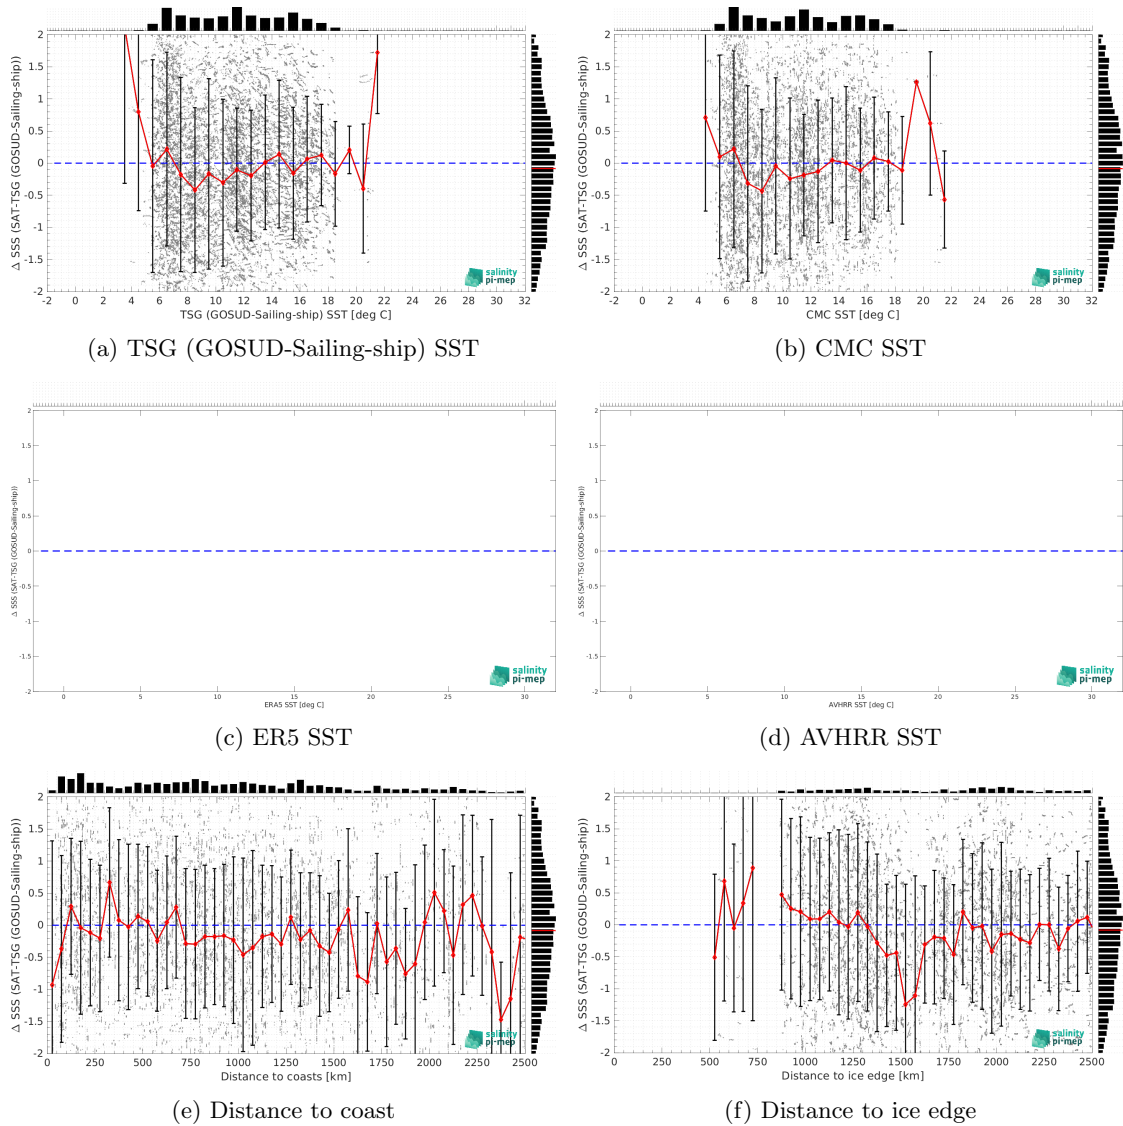 2
1.5
1
0.5
0
-0.5
-1
-1.5
-2
Δ SSS (SAT-TSG (GOSUD-Sailing-ship))
salinity
pi-mep
-2 0 2 4 6 8 10 12 14 16 18 20 22 24 26 28 30 32
TSG (GOSUD-Sailing-ship) SST [deg C]
(a) TSG (GOSUD-Sailing-ship) SST
2
1.5
1
0.5
0
-0.5
-1
-1.5
-2
Δ SSS (SAT-TSG (GOSUD-Sailing-ship))
salinity
pi-mep
-2 0 2 4 6 8 10 12 14 16 18 20 22 24 26 28 30 32
CMC SST [deg C]
(b) CMC SST
2
1.5
1
0.5
0
-0.5
-1
-1.5
-2
Δ SSS (SAT-TSG (GOSUD-Sailing-ship))
salinity
pi-mep
0 5 10 15 20 25 30
ERA5 SST [deg C]
(c) ER5 SST
2
1.5
1
0.5
0
-0.5
-1
-1.5
-2
Δ SSS (SAT-TSG (GOSUD-Sailing-ship))
salinity
pi-mep
0 5 10 15 20 25 30
AVHRR SST [deg C]
(d) AVHRR SST
2
1.5
1
0.5
0
-0.5
-1
-1.5
-2
Δ SSS (SAT-TSG (GOSUD-Sailing-ship))
salinity
pi-mep
0 250 500 750 1000 1250 1500 1750 2000 2250 2500
Distance to coasts [km]
(e) Distance to coast
2
1.5
1
0.5
0
-0.5
-1
-1.5
-2
Δ SSS (SAT-TSG (GOSUD-Sailing-ship))
salinity
pi-mep
0 250 500 750 1000 1250 1500 1750 2000 2250 2500
Distance to ice edge [km]
(f) Distance to ice edge